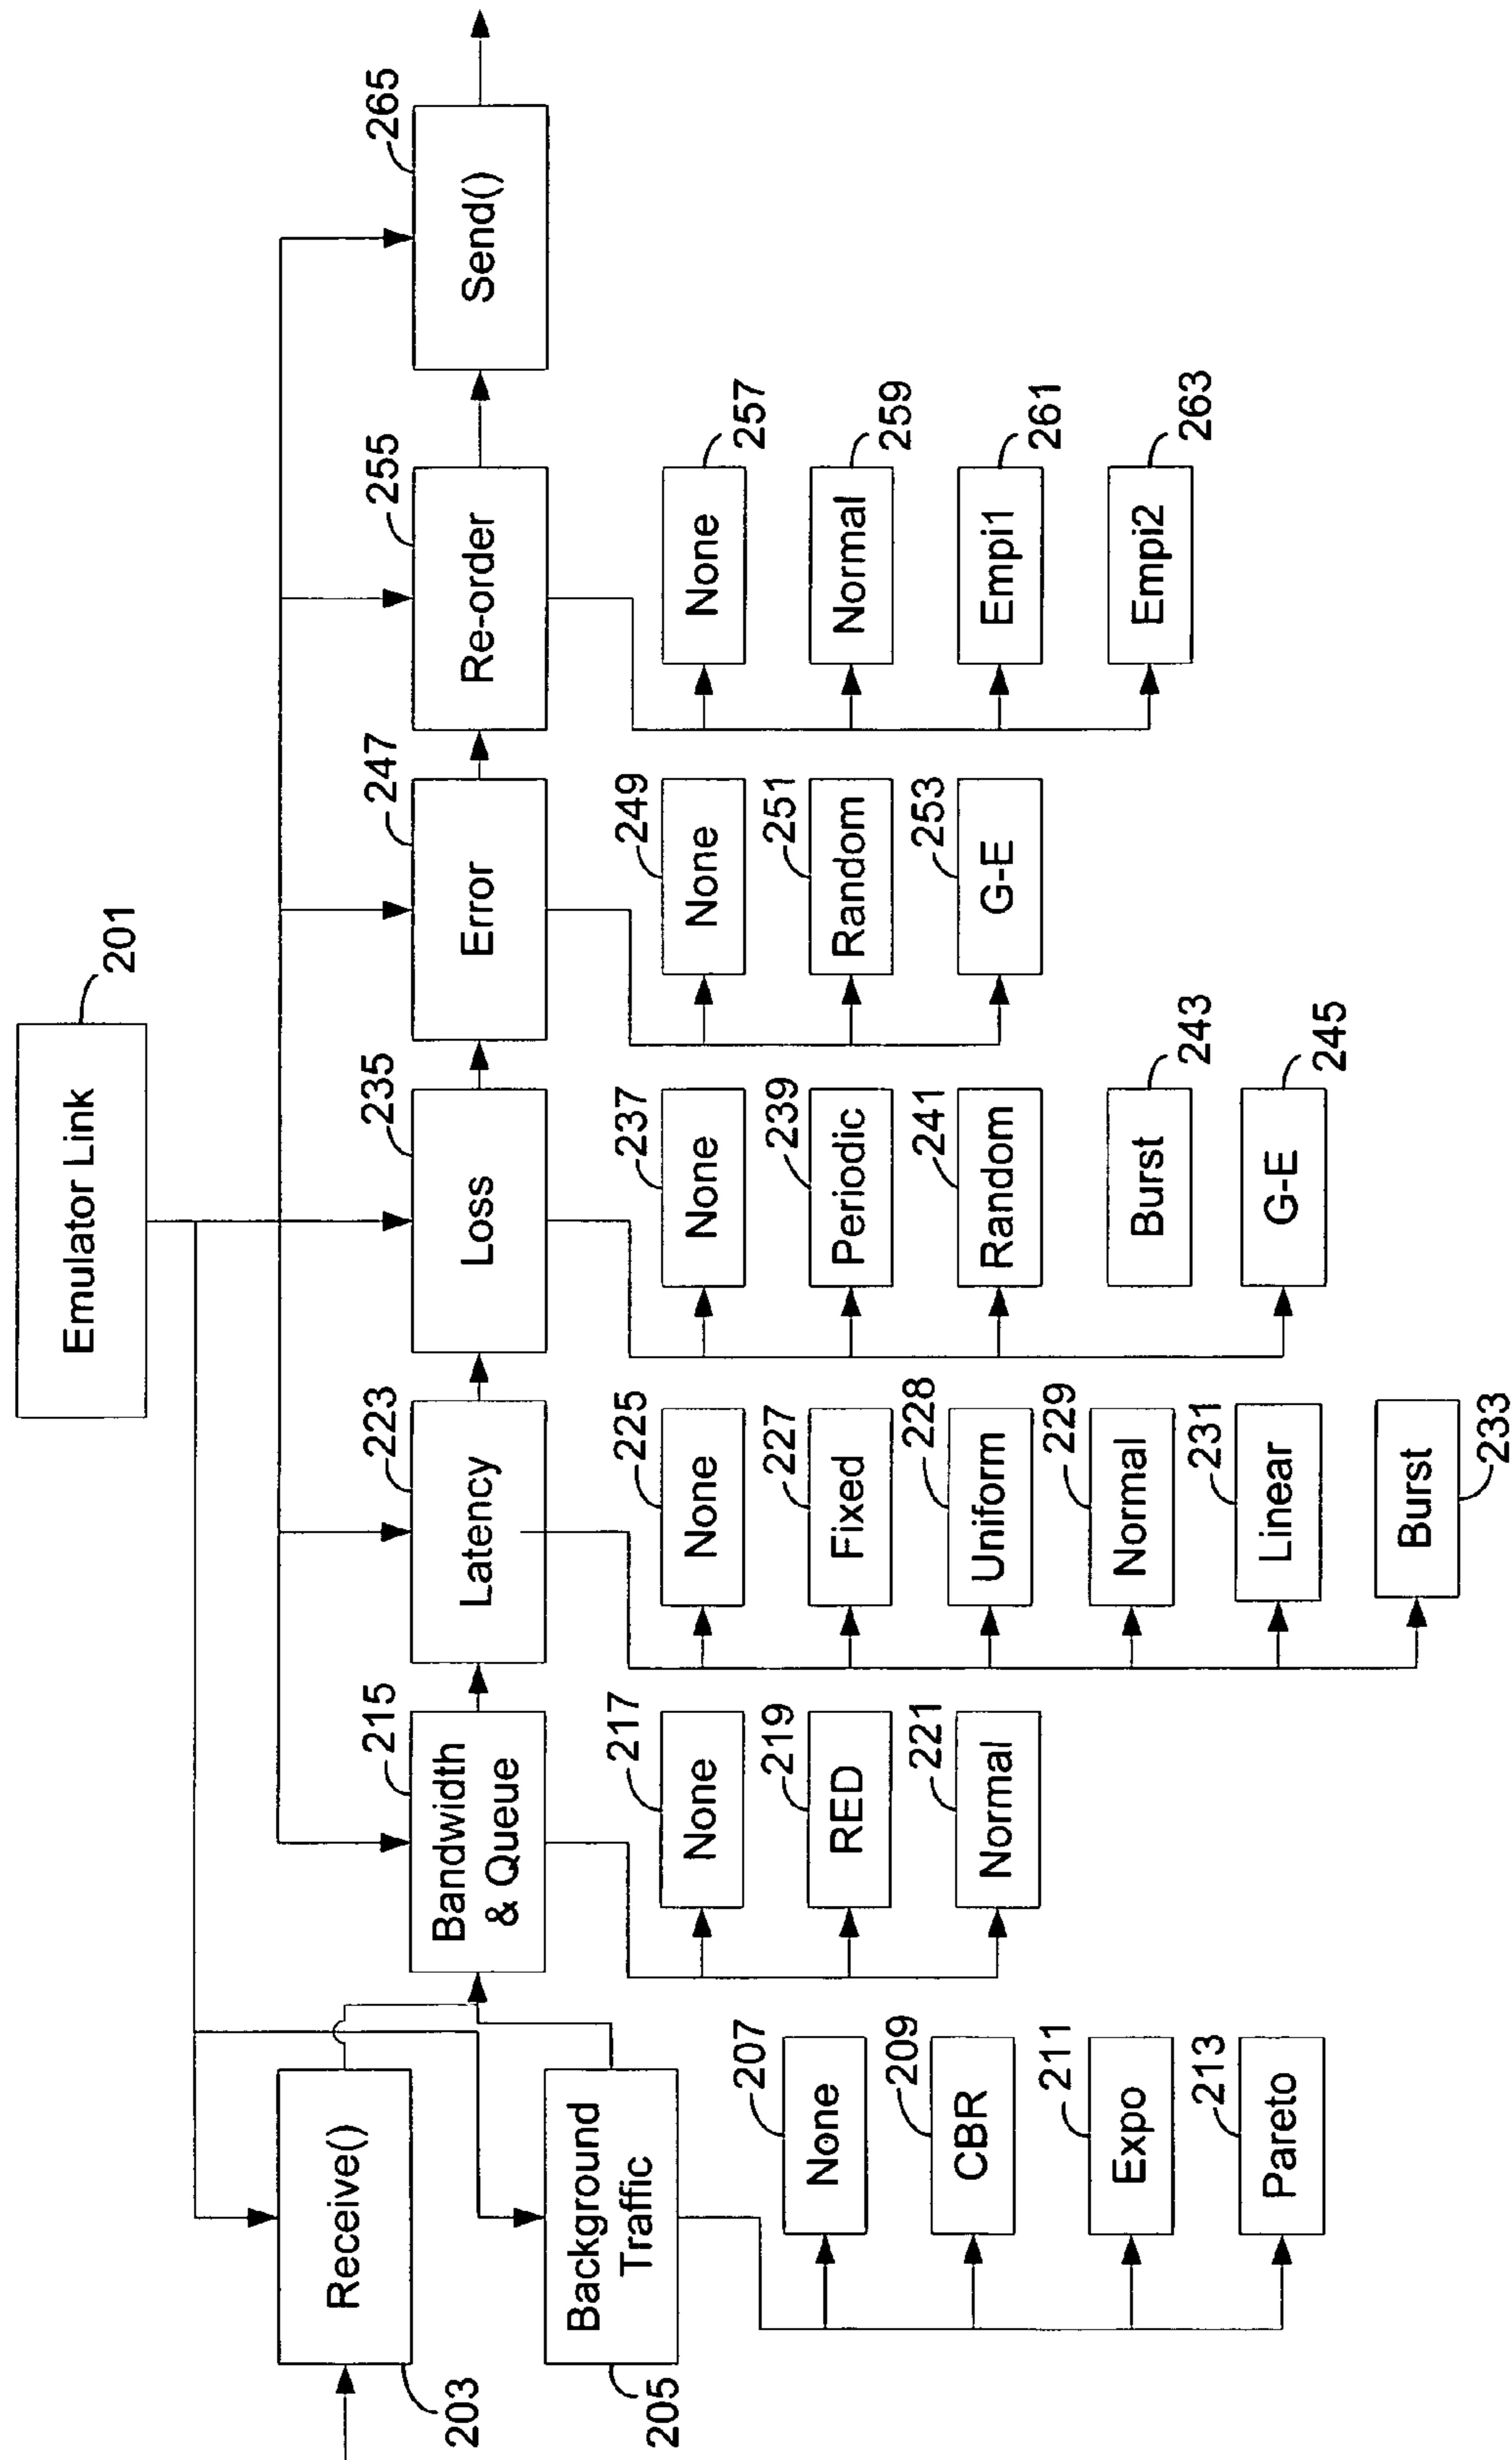 Emulator Link
201
Receive()
203
Background
Traffic
205
None
207
CBR
209
Expo
211
Pareto
213
Bandwidth
& Queue
215
None
217
RED
219
Normal
221
Latency
223
None
225
Fixed
227
Uniform
228
Normal
229
Linear
231
Burst
233
Loss
235
None
237
Periodic
239
Random
241
Burst
243
G-E
245
Error
247
None
249
Random
251
G-E
253
Re-order
255
None
257
Normal
259
Empi1
261
Empi2
263
Send()
265